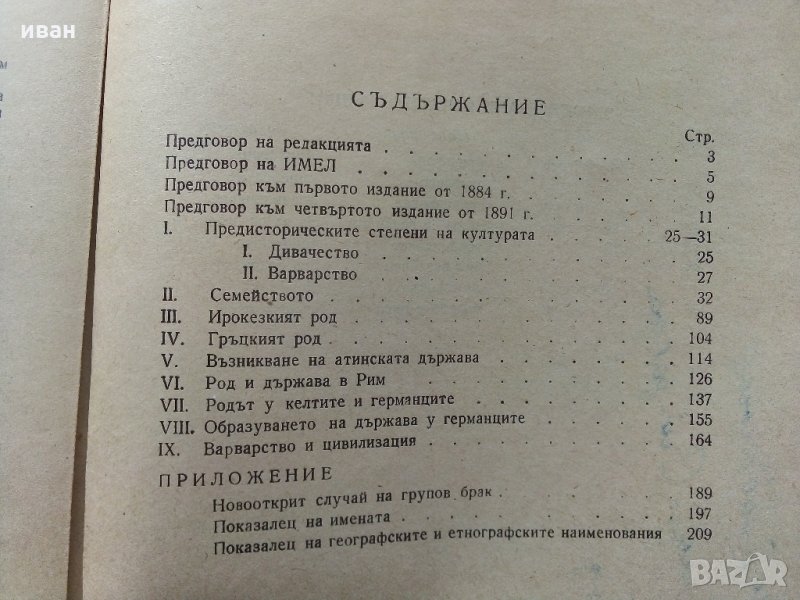 иван
СЪДЪРЖАНИЕ
Стр.
Предговор на редакцията . . . . . . . . . . . 3
Предговор на ИМЕЛ . . . . . . . . . . . 5
Предговор към първото издание от 1884 г. . . . . . . . 9
Предговор към четвъртото издание от 1891 г. . . . . . . 11
I. Предисторическите степени на културата . . . . 25—31
I. Дивачество . . . . . . . . . . 25
II. Варварство . . . . . . . . . . 27
II. Семейството . . . . . . . . . . 32
III. Ирокезкият род . . . . . . . . . . 89
IV. Гръцкият род . . . . . . . . . . 104
V. Възникване на атинската държава . . . . . . 114
VI. Род и държава в Рим . . . . . . . . 126
VII. Родът у келтите и германците . . . . . . 137
VIII. Образуването на държава у германците . . . . 155
IX. Варварство и цивилизация . . . . . . . 164
ПРИЛОЖЕНИЕ
Новооткрит случай на групов брак . . . . . 189
Показалец на имената . . . . . . . . 197
Показалец на географските и етнографските наименования 209
BAZAR